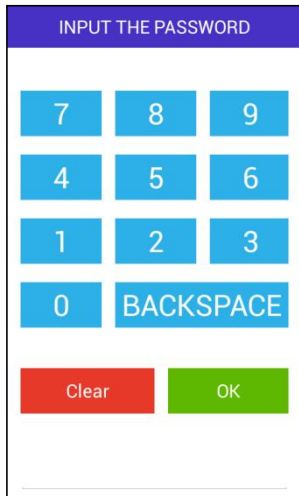 INPUT THE PASSWORD
7 8 9
4 5 6
1 2 3
0 BACKSPACE
Clear OK